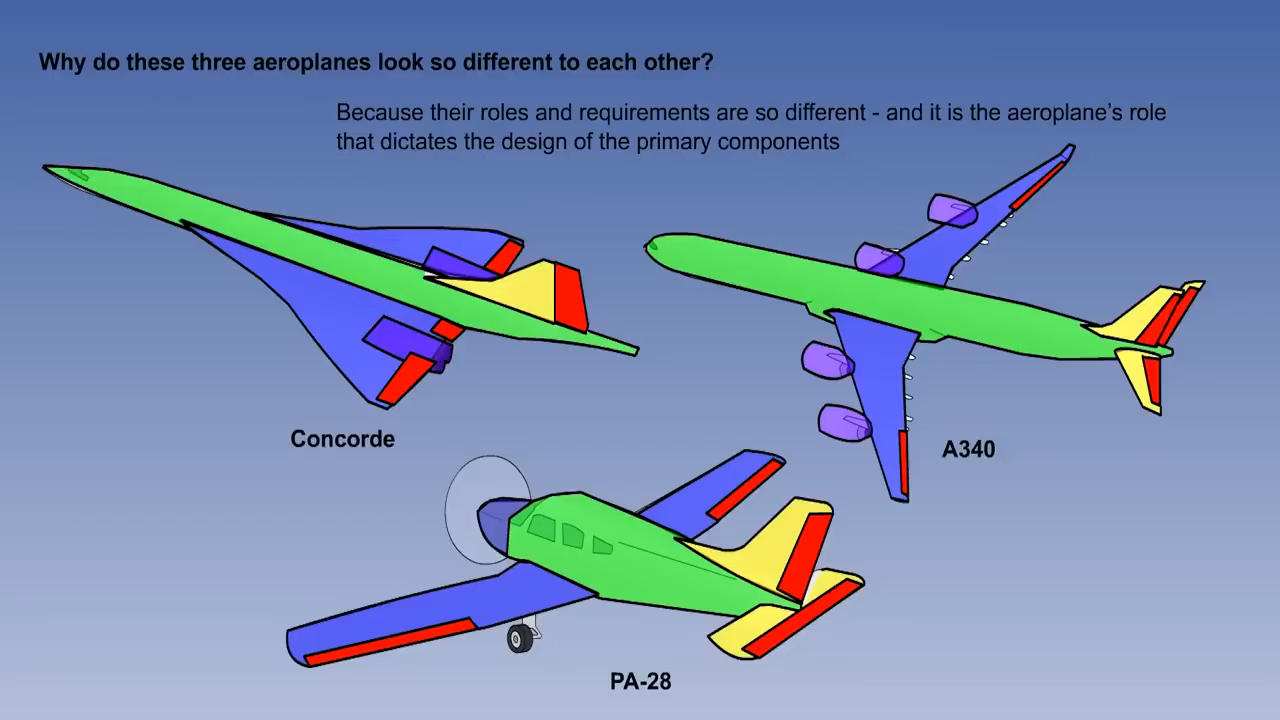 Why do these three aeroplanes look so different to each other?
Because their roles and requirements are so different - and it is the aeroplane's role
that dictates the design of the primary components
Concorde
A340
PA-28